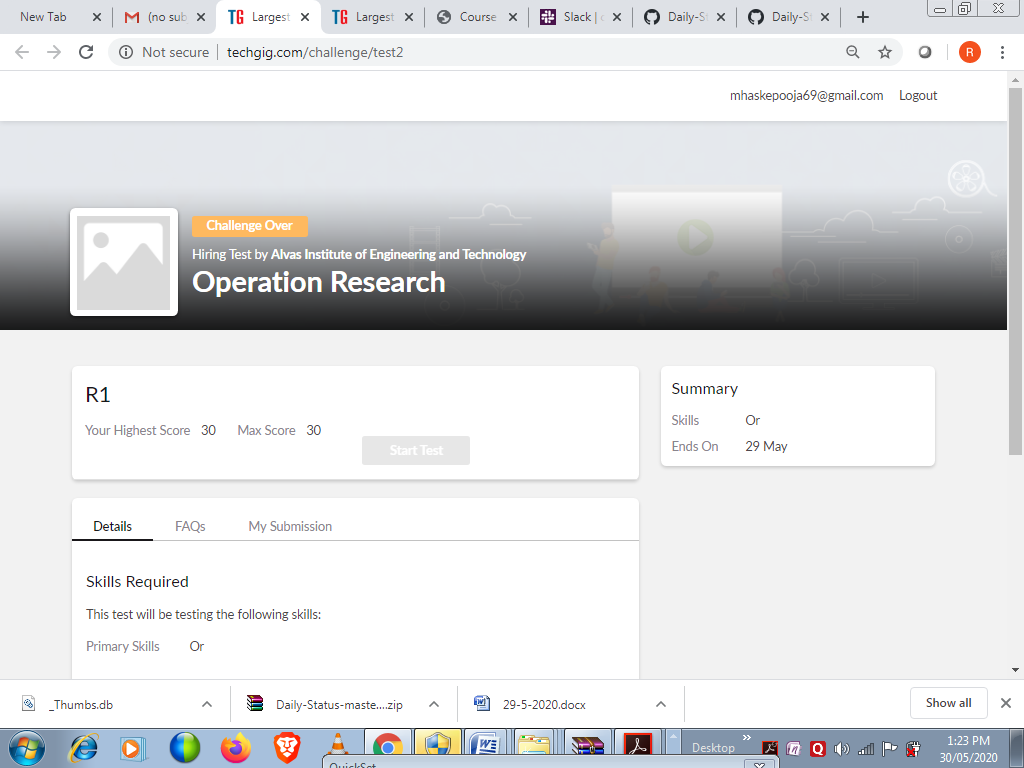 New Tab
(no sub
TG Largest
TG Largest
Course
Slack | c
Daily-S
Daily-S
Not secure
techgig.com/challenge/test2
R
mhaskepooja69@gmail.com
Logout
Challenge Over
Hiring Test by Alvas Institute of Engineering and Technology
Operation Research
R1
Your Highest Score 30 Max Score 30
Start Test
Summary
Skills Or
Ends On 29 May
Details FAQs My Submission
Skills Required
This test will be testing the following skills:
Primary Skills Or
_Thumbs.db
Daily-Status-maste....zip
29-5-2020.docx
Show all
Desktop
1:23 PM
30/05/2020
QuickSet